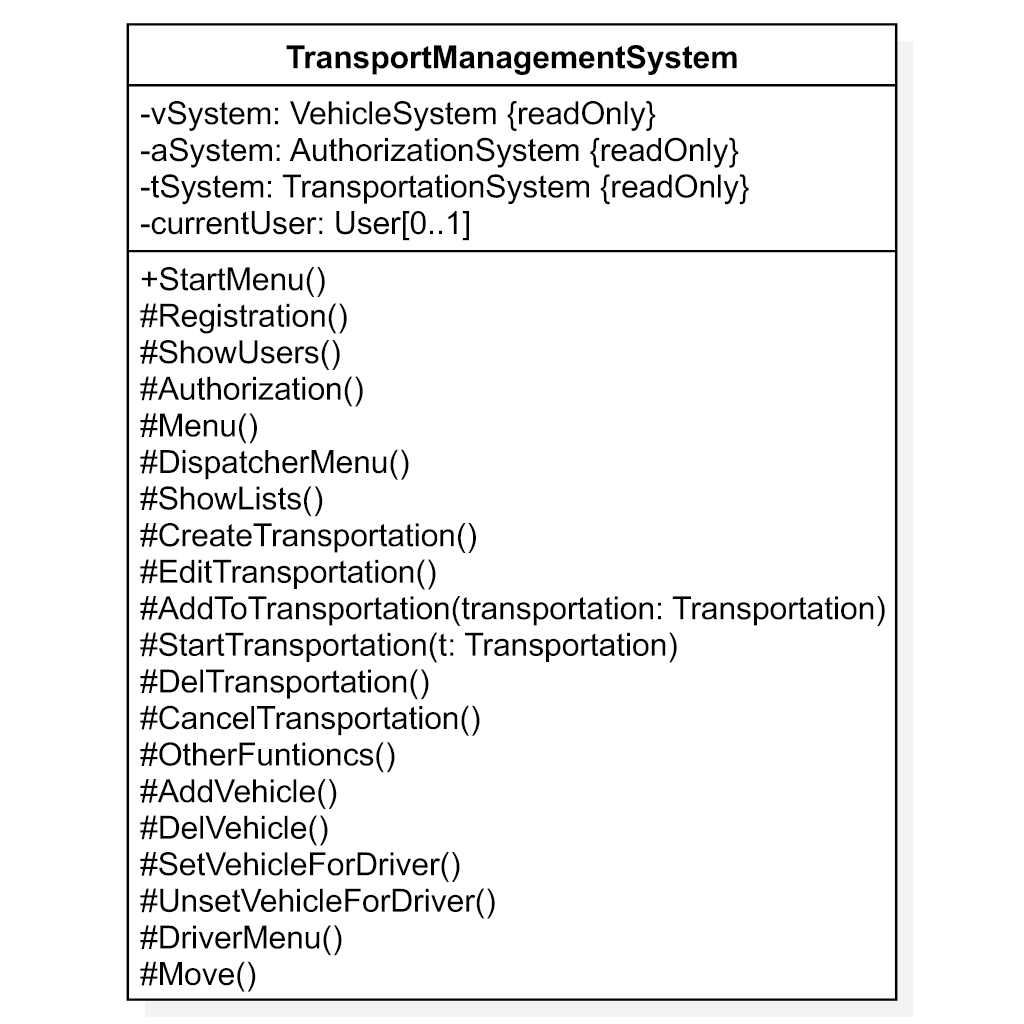 TransportManagementSystem
-vSystem: VehicleSystem {readOnly}
-aSystem: AuthorizationSystem {readOnly}
-tSystem: TransportationSystem {readOnly}
-currentUser: User[0..1]
+StartMenu()
#Registration()
#ShowUsers()
#Authorization()
#Menu()
#DispatcherMenu()
#ShowLists()
#CreateTransportation()
#EditTransportation()
#AddToTransportation(transportation: Transportation)
#StartTransportation(t: Transportation)
#DelTransportation()
#CancelTransportation()
#OtherFuntioncs()
#AddVehicle()
#DelVehicle()
#SetVehicleForDriver()
#UnsetVehicleForDriver()
#DriverMenu()
#Move()